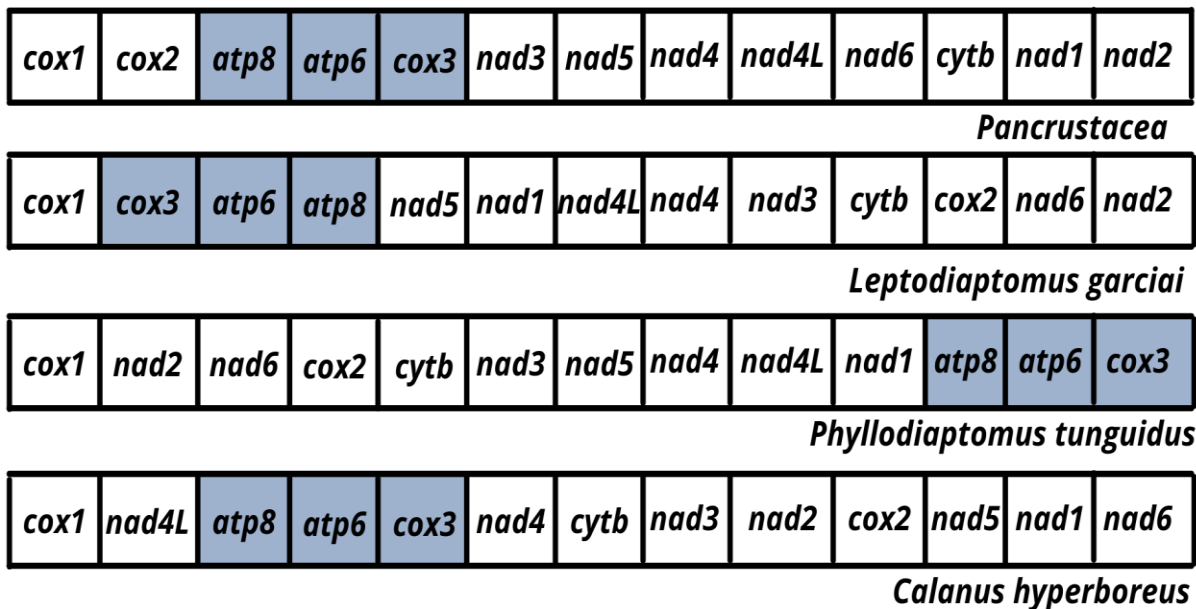 cox1 cox2 atp8 atp6 cox3 nad3 nad5 nad4 nad4L nad6 cytb nad1 nad2
Pancrustacea
cox1 cox3 atp6 atp8 nad5 nad1 nad4L nad4 nad3 cytb cox2 nad6 nad2
Leptodiaptomus garciai
cox1 nad2 nad6 cox2 cytb nad3 nad5 nad4 nad4L nad1 atp8 atp6 cox3
Phyllodiaptomus tunguidus
cox1 nad4L atp8 atp6 cox3 nad4 cytb nad3 nad2 cox2 nad5 nad1 nad6
Calanus hyperboreus